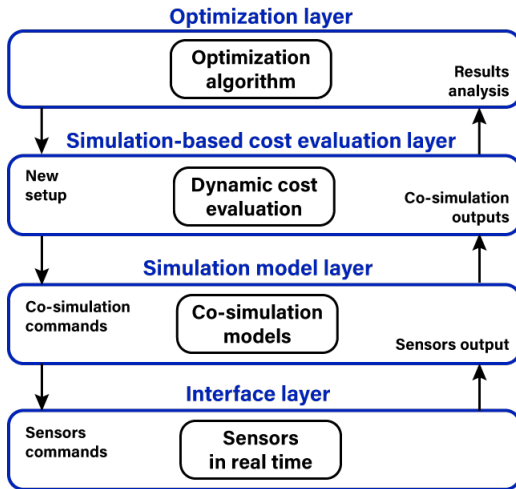 Optimization layer
Optimization
algorithm
Results
analysis
Simulation-based cost evaluation layer
New
setup
Dynamic cost
evaluation
Co-simulation
outputs
Simulation model layer
Co-simulation
commands
Co-simulation
models
Sensors output
Interface layer
Sensors
commands
Sensors
in real time